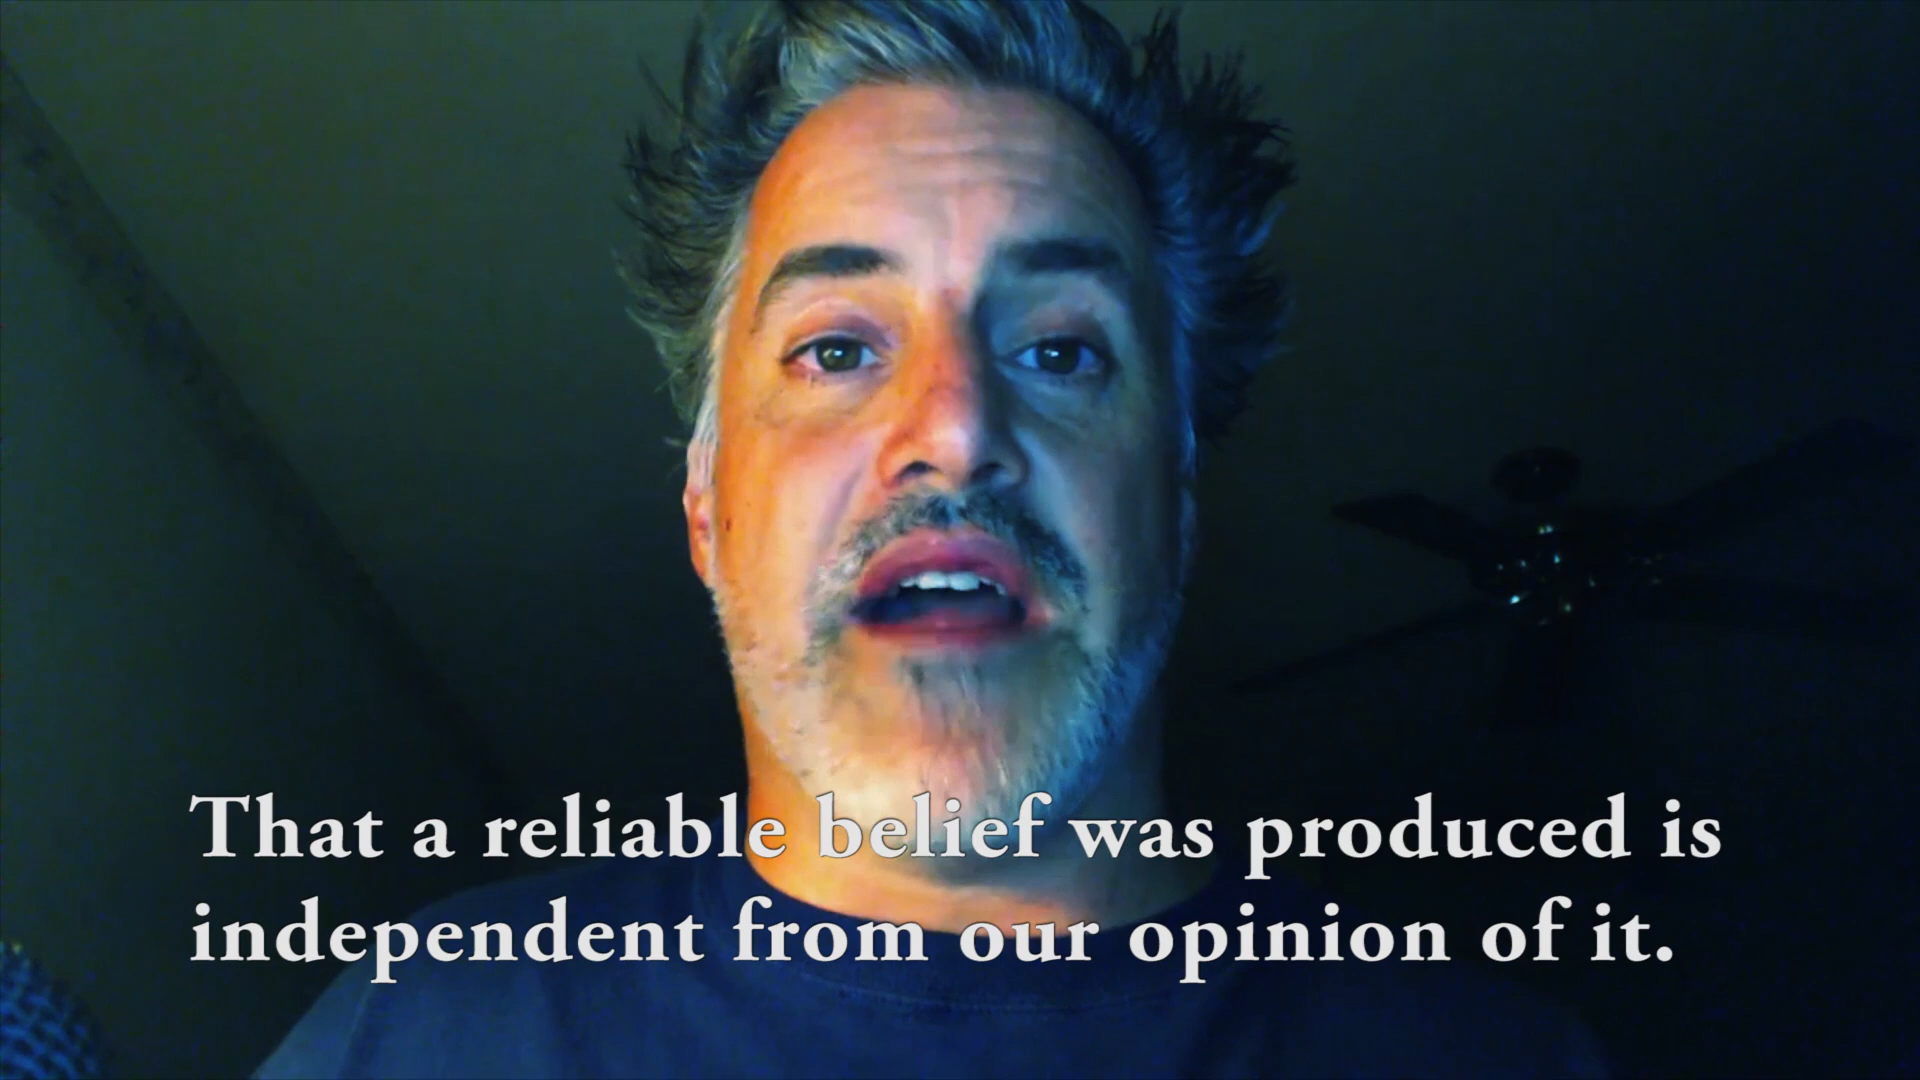 That a reliable belief was produced is
independent from our opinion of it.